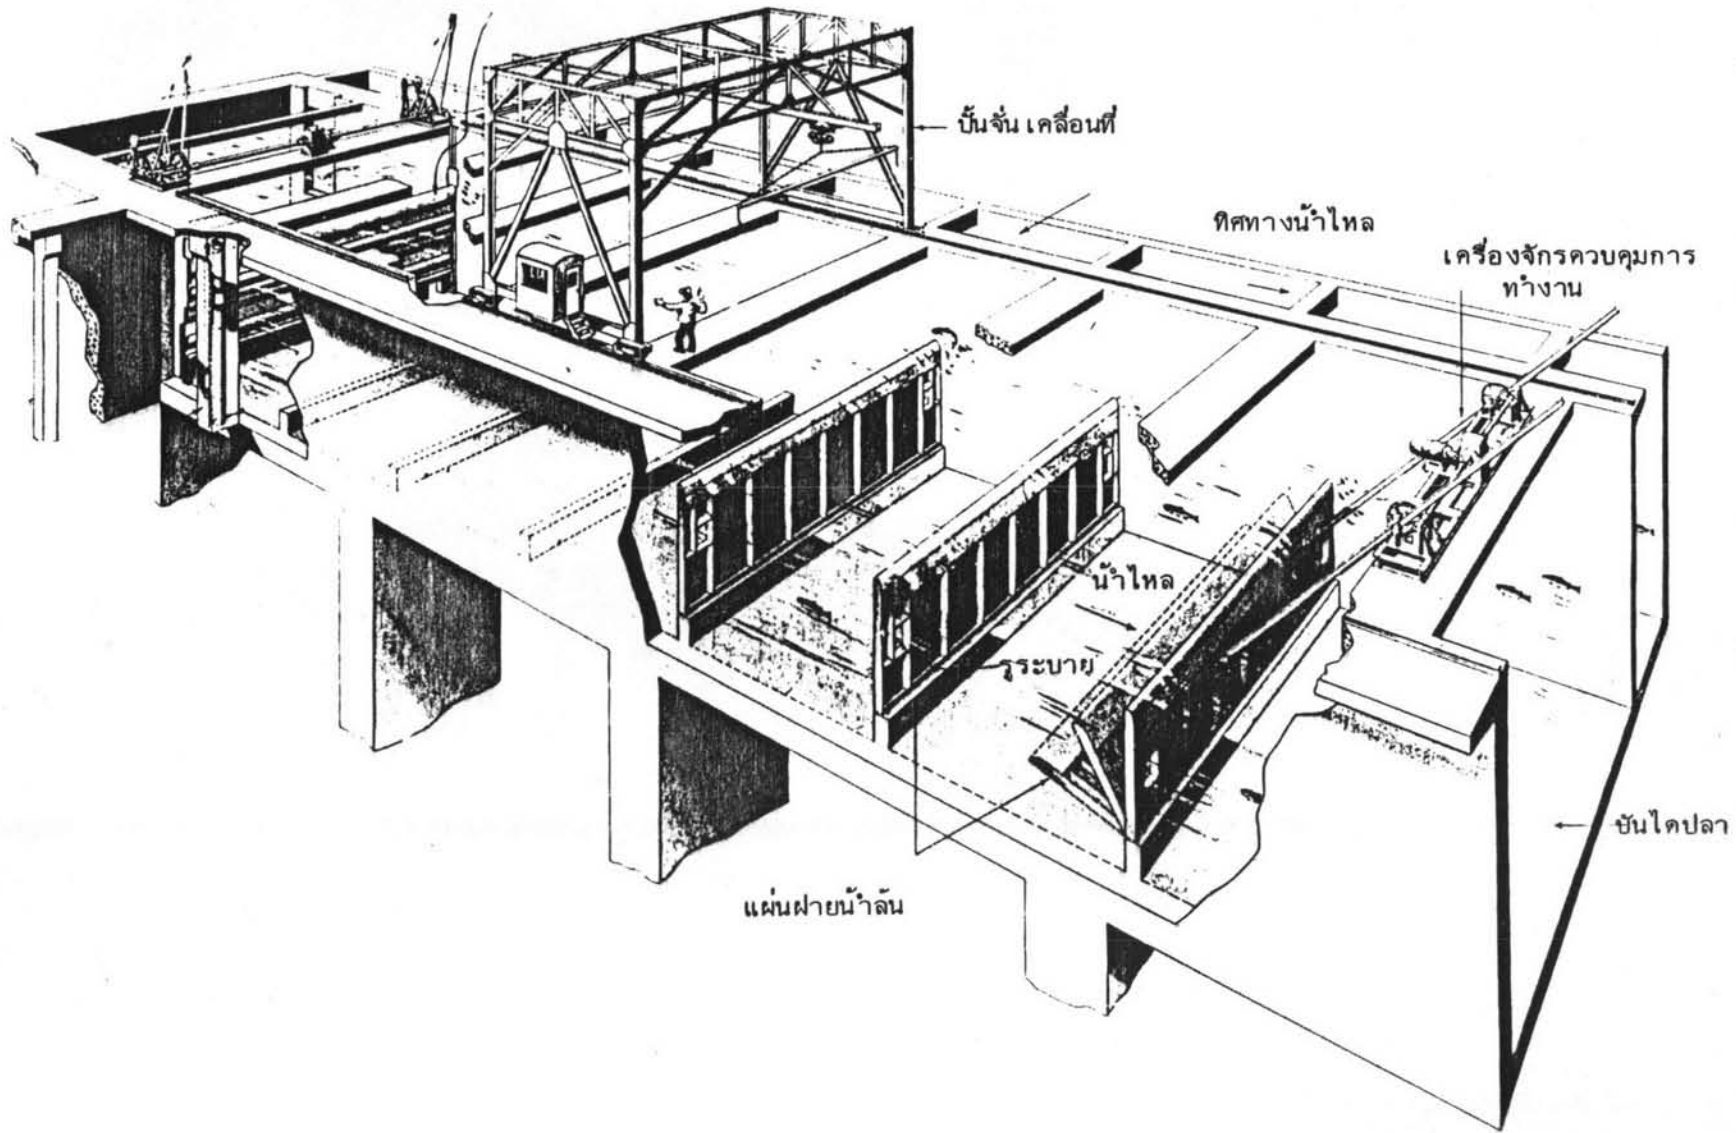 ปั้นจั่นเคลื่อนที่
ทิศทางน้ำไหล
เครื่องจักรควบคุมการ
ทำงาน
น้ำไหล
รูระบาย
บันไดปลา
แผ่นฝายน้ำล้น